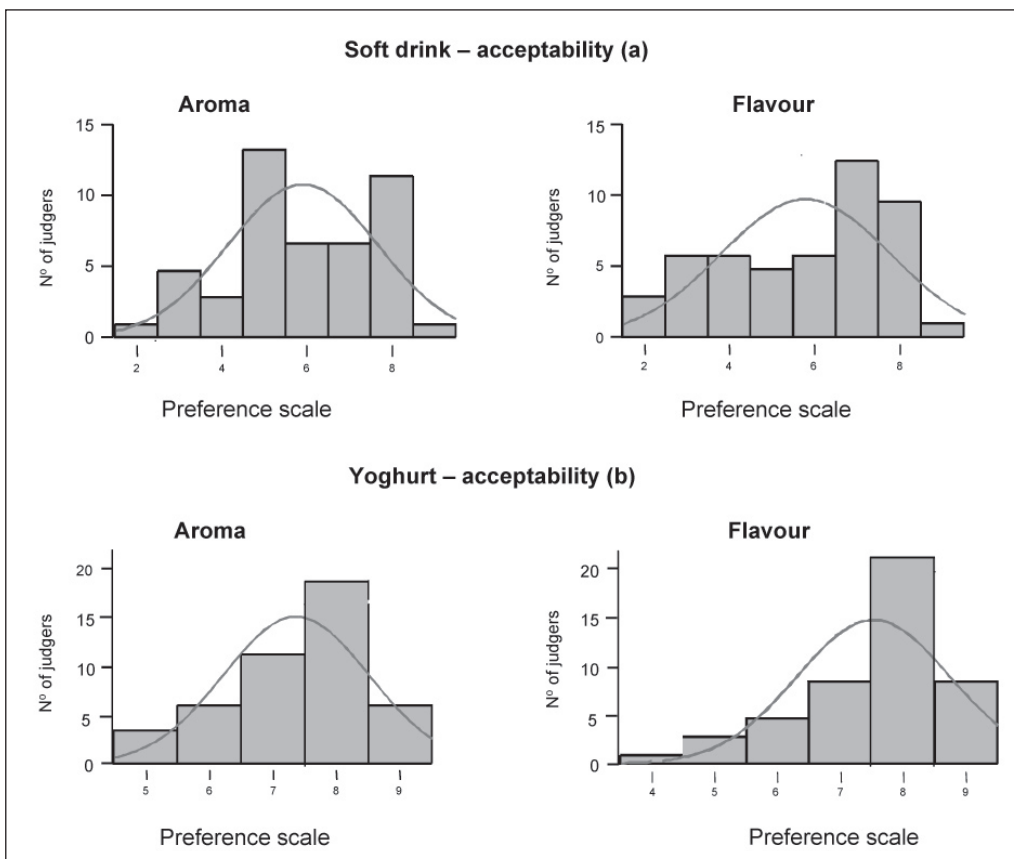 Soft drink – acceptability (a)
Aroma
Flavour
15
10
5
0
Nº of judgers
2 4 6 8
Preference scale
15
10
5
0
Nº of judgers
2 4 6 8
Preference scale
Yoghurt – acceptability (b)
Aroma
Flavour
20
15
10
5
0
Nº of judgers
5 6 7 8 9
Preference scale
20
15
10
5
0
Nº of judgers
4 5 6 7 8 9
Preference scale